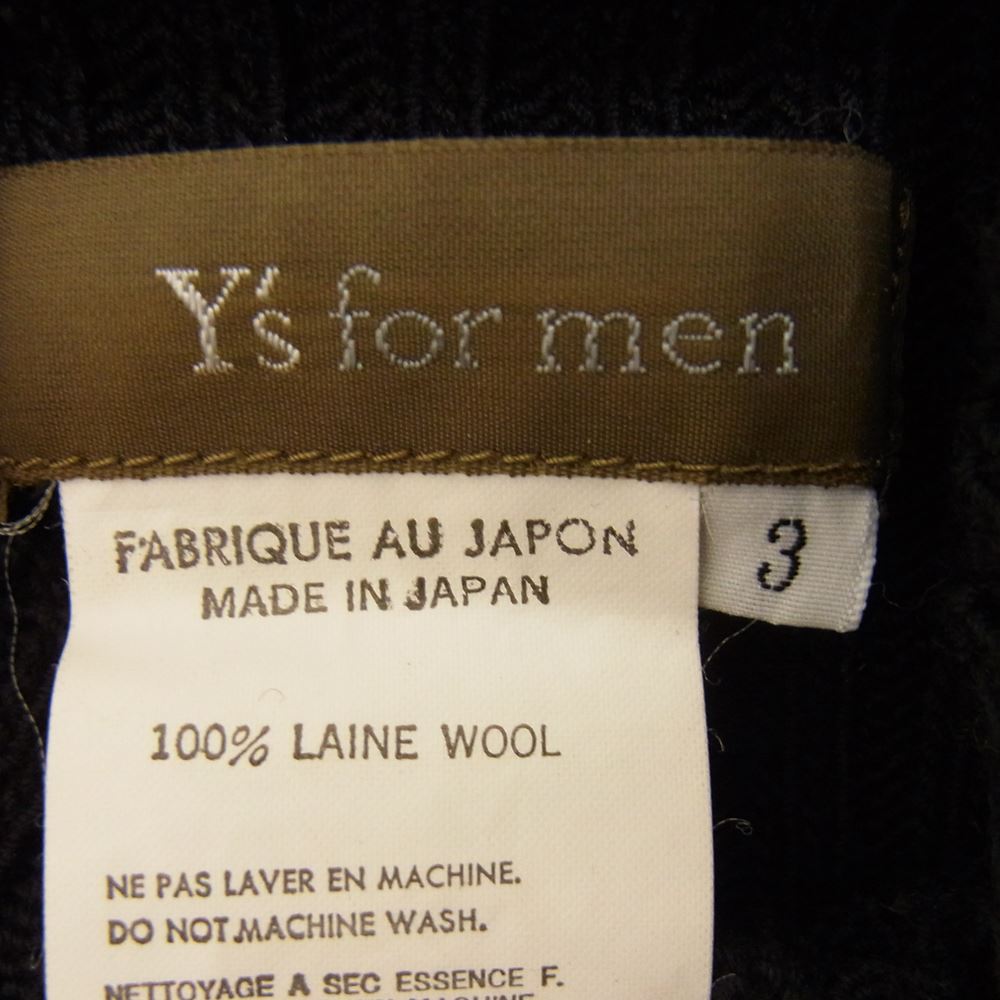 Y's for men
FABRIQUE AU JAPON
MADE IN JAPAN
3
100% LAINE WOOL
NE PAS LAVER EN MACHINE.
DO NOT MACHINE WASH.
NETTOYAGE A SEC ESSENCE F.
MACHINE